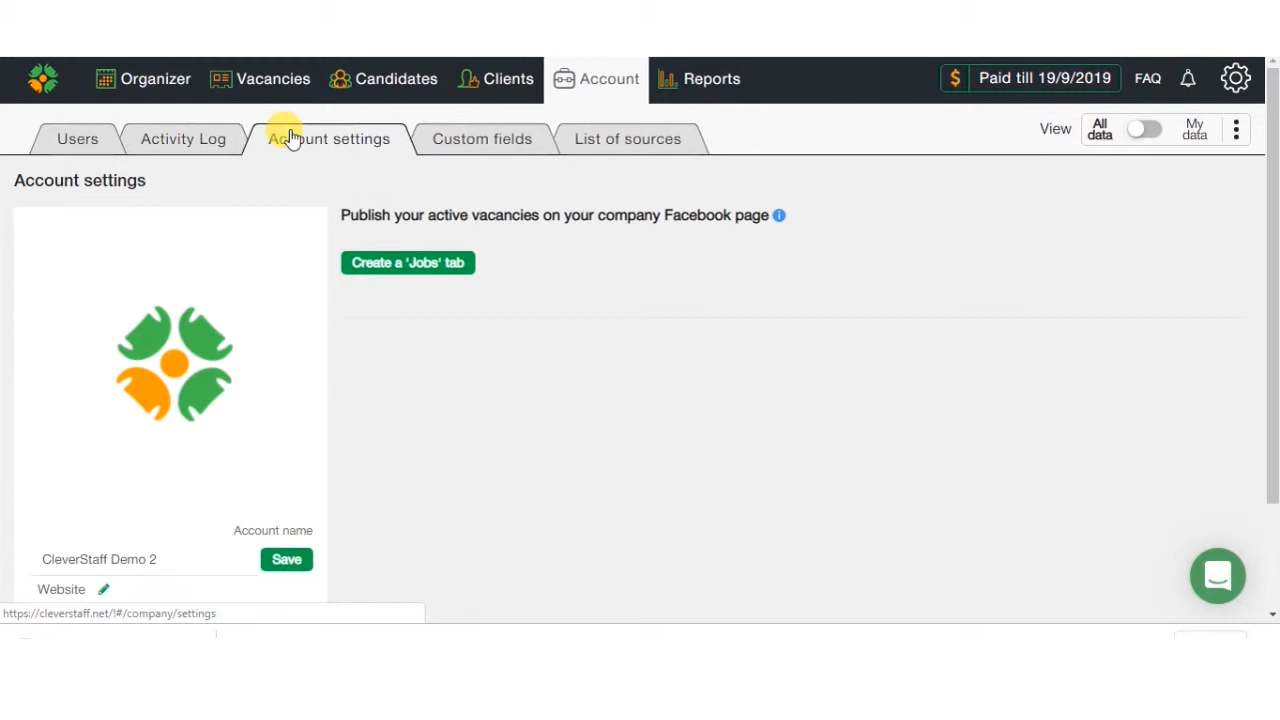 Organizer Vacancies Candidates Clients Account Reports $ Paid till 19/9/2019 FAQ
Users Activity Log Account settings Custom fields List of sources View All data My data
Account settings
Publish your active vacancies on your company Facebook page
Create a 'Jobs' tab
Account name
CleverStaff Demo 2 Save
Website
https://cleverstaff.net/!#/company/settings